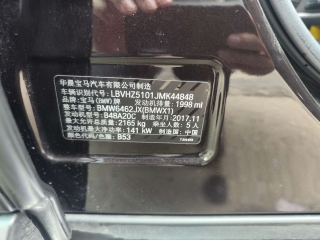 华晨宝马汽车有限公司制造
车辆识别代号：LBVHZ5101JMK44848
品牌：宝马(BMW)牌 发动机排量：1998 ml
整车型号：BMW6462JX(BMWX1)
发动机型号：B48A20C 制造年月：2017.11
最大允许总质量：2165 kg 乘坐人数：5 人
发动机最大净功率：141 kW 制造国：中国
颜色代码/色量：B53